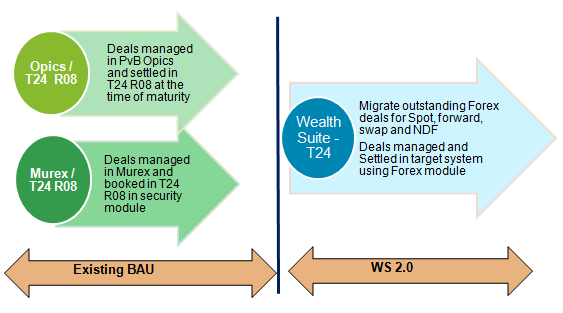 Opics /
T24 R08
Deals managed
in PvB Opics
and settled in
T24 R08 at the
time of maturity
Murex /
T24 R08
Deals managed
in Murex and
booked in T24
R08 in security
module
Wealth
Suite -
T24
Migrate outstanding Forex
deals for Spot, forward,
swap and NDF
Deals managed and
Settled in target system
using Forex module
Existing BAU
WS 2.0